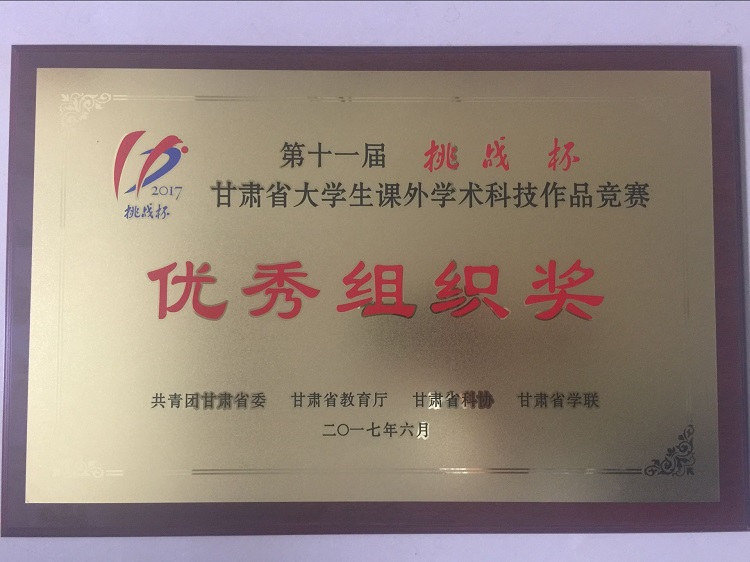 第十一届 挑战杯
2017
挑战杯
甘肃省大学生课外学术科技作品竞赛
优秀组织奖
共青团甘肃省委 甘肃省教育厅 甘肃省科协 甘肃省学联
二〇一七年六月